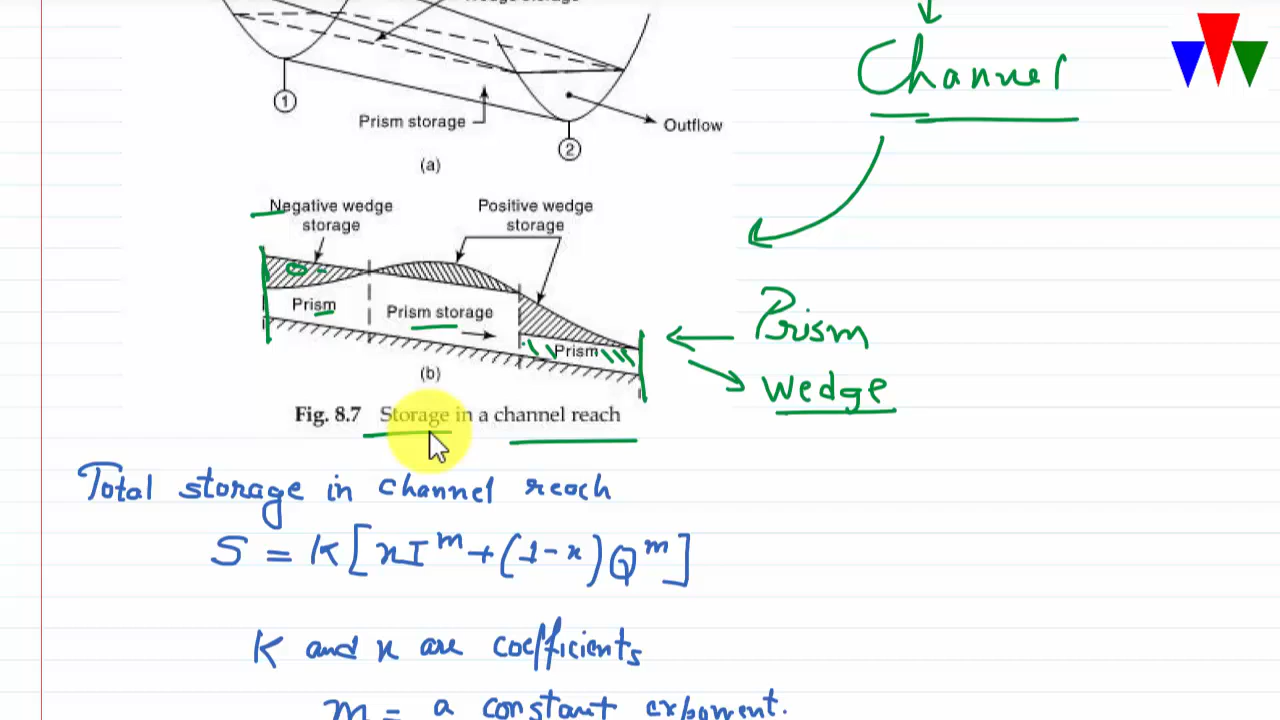 Wedge storage
Channel
①
Prism storage
Outflow
②
(a)
Negative wedge storage
Positive wedge storage
Prism
Prism storage
Prism
Prism
wedge
(b)
Fig. 8.7 Storage in a channel reach
Total storage in channel reach
S = K[xI^m + (1-x)Q^m]
K and x are coefficients
m = a constant exponent.